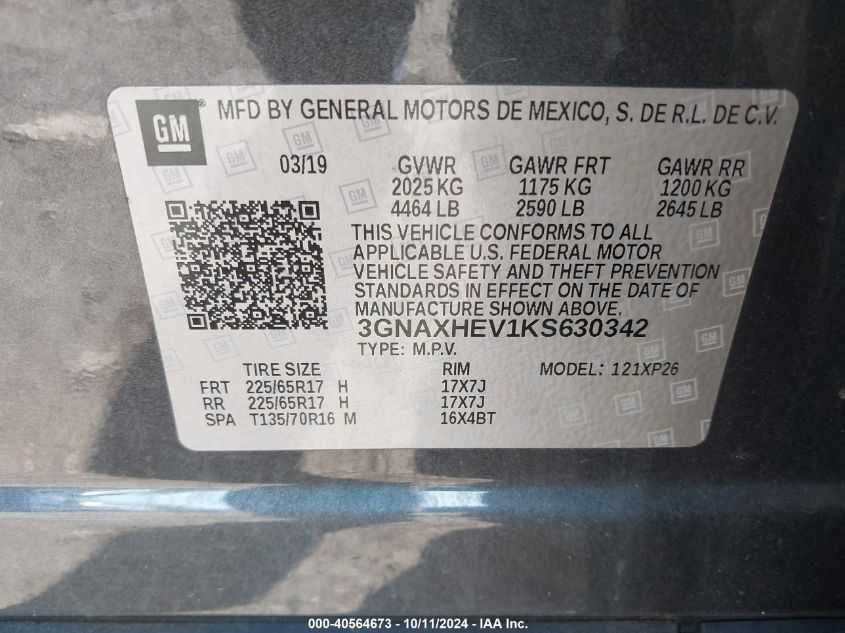 GM ® MFD BY GENERAL MOTORS DE MEXICO, S. DE R.L. DE C.V.
03/19 GVWR GAWR FRT GAWR RR
2025 KG 1175 KG 1200 KG
4464 LB 2590 LB 2645 LB
THIS VEHICLE CONFORMS TO ALL
APPLICABLE U.S. FEDERAL MOTOR
VEHICLE SAFETY AND THEFT PREVENTION
STANDARDS IN EFFECT ON THE DATE OF
MANUFACTURE SHOWN ABOVE.
3GNAXHEV1KS630342
TYPE: M.P.V.
TIRE SIZE RIM MODEL: 121XP26
FRT 225/65R17 H 17X7J
RR 225/65R17 H 17X7J
SPA T135/70R16 M 16X4BT
000-40564673 - 10/11/2024 - IAA Inc.